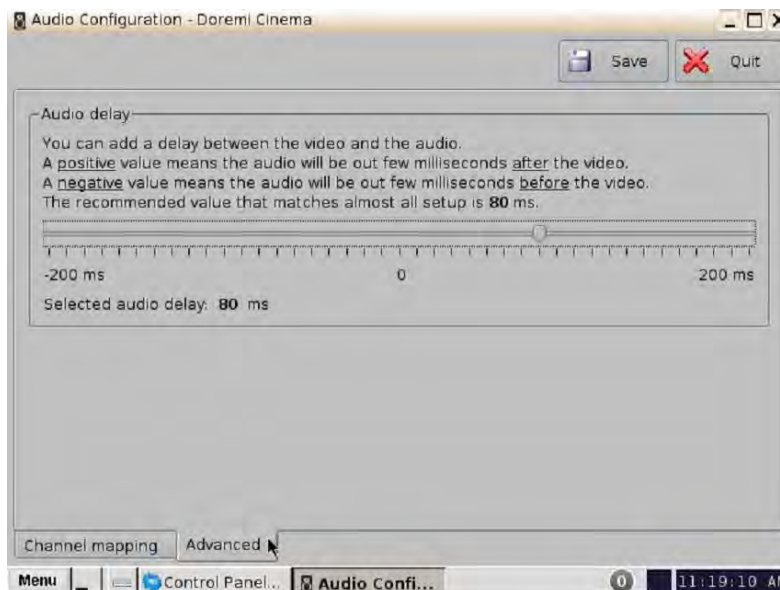 Audio Configuration - Doremi Cinema
Save Quit
Audio delay
You can add a delay between the video and the audio.
A positive value means the audio will be out few milliseconds after the video.
A negative value means the audio will be out few milliseconds before the video.
The recommended value that matches almost all setup is 80 ms.
-200 ms 0 200 ms
Selected audio delay: 80 ms
Channel mapping Advanced
Menu Control Panel... Audio Confi... 0 11:19:10 AM